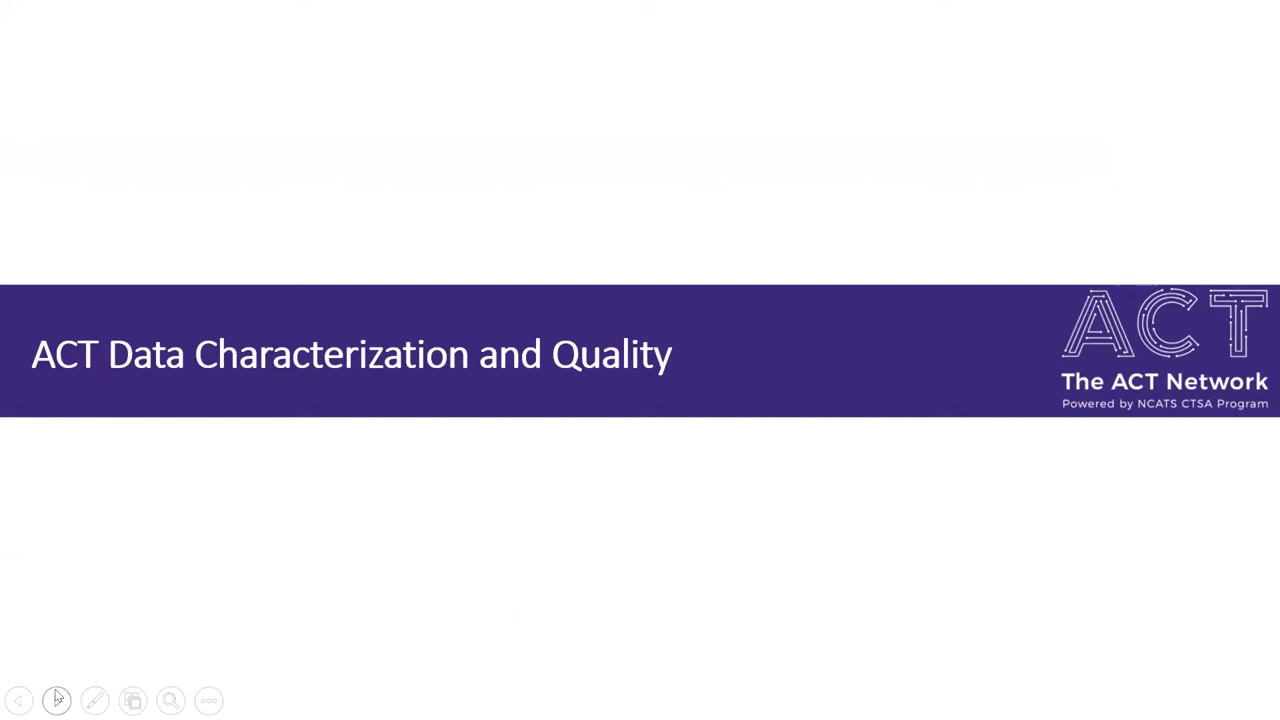 ACT Data Characterization and Quality
ACT
The ACT Network
Powered by NCATS CTSA Program